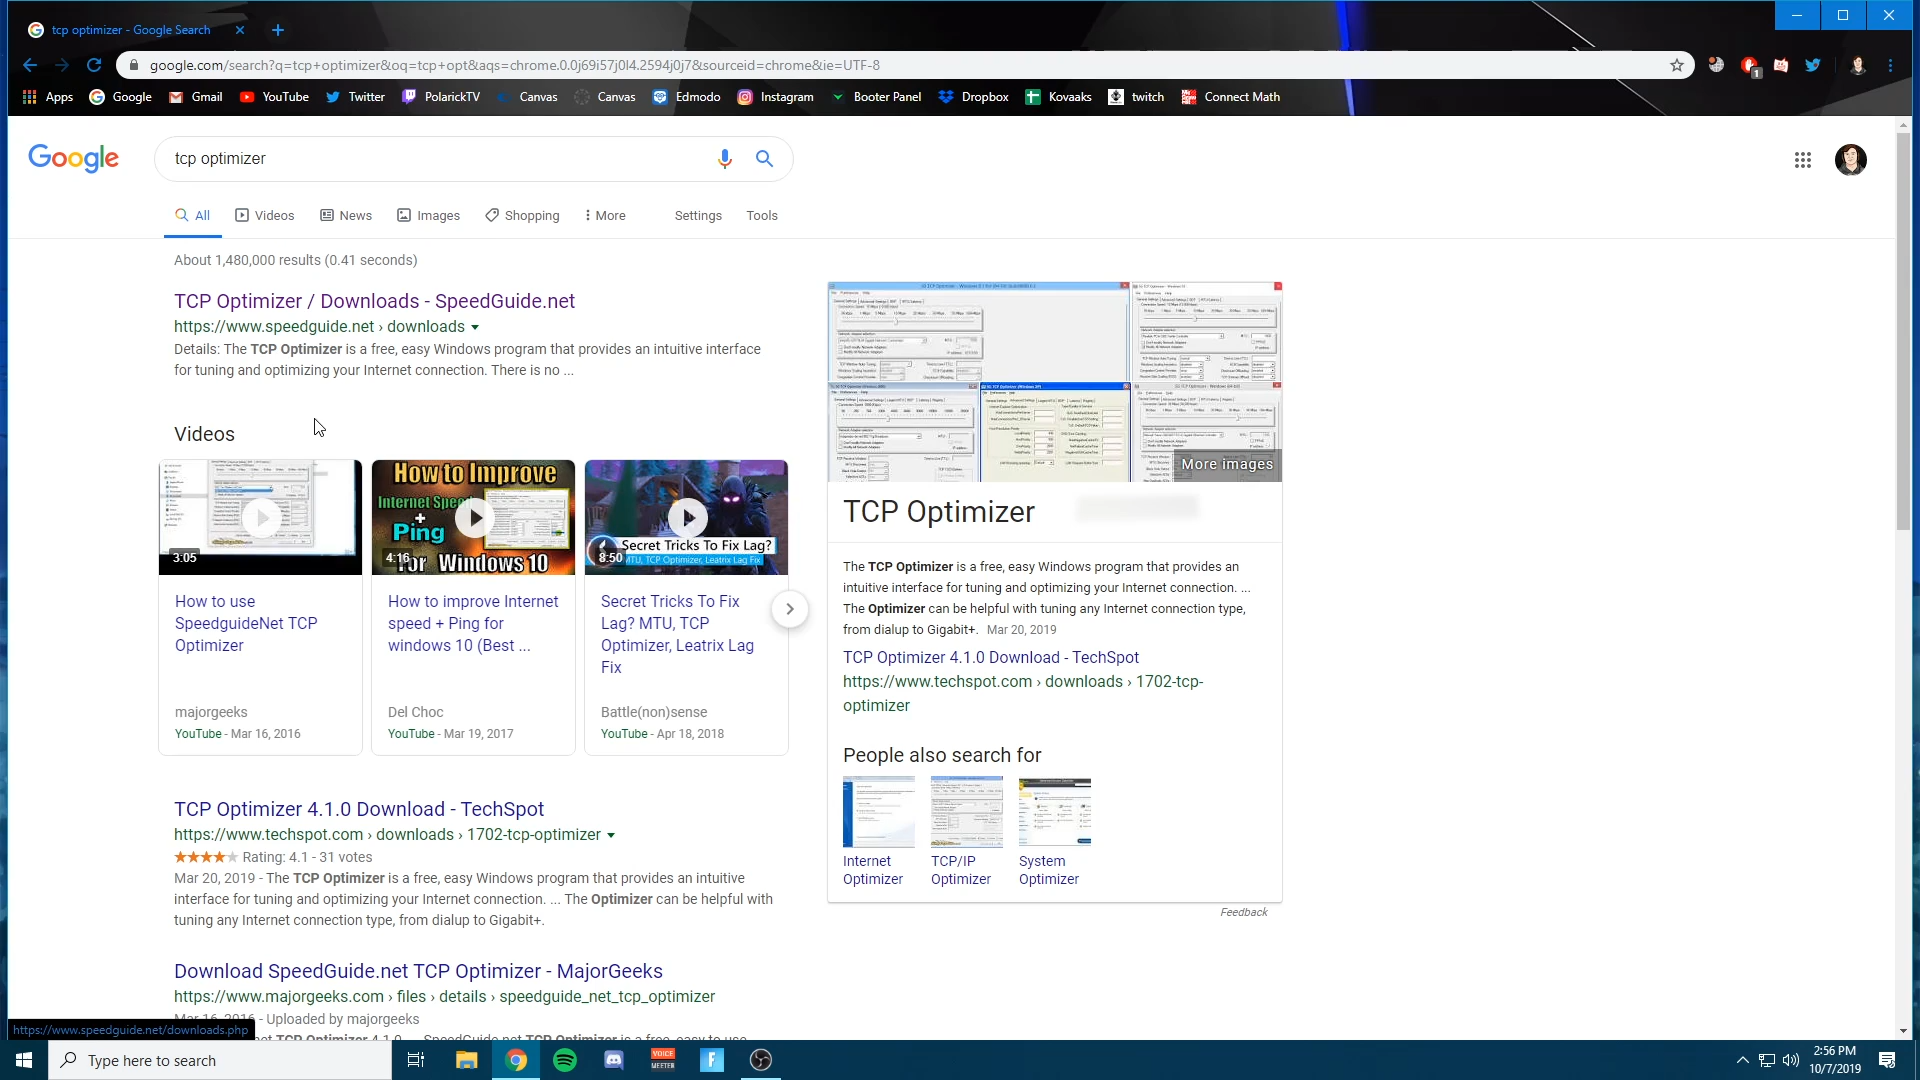 tcp optimizer - Google Search
google.com/search?q=tcp+optimizer&oq=tcp+opt&aqs=chrome.0.0j69i57j0l4.2594j0j7&sourceid=chrome&ie=UTF-8
1
Apps Google Gmail YouTube Twitter PolarickTV Canvas Canvas Edmodo Instagram Booter Panel Dropbox Kovaaks twitch Connect Math
Google
tcp optimizer
All Videos News Images Shopping More Settings Tools
About 1,480,000 results (0.41 seconds)
TCP Optimizer / Downloads - SpeedGuide.net
https://www.speedguide.net › downloads
Details: The TCP Optimizer is a free, easy Windows program that provides an intuitive interface
for tuning and optimizing your Internet connection. There is no ...
Videos
3:05
How to Improve
Internet Speed
+
Ping
4:16
for Windows 10
8:50
Secret Tricks To Fix Lag?
MTU, TCP Optimizer, Leatrix Lag Fix
How to use
SpeedguideNet TCP
Optimizer
majorgeeks
YouTube - Mar 16, 2016
How to improve Internet
speed + Ping for
windows 10 (Best ...
Del Choc
YouTube - Mar 19, 2017
Secret Tricks To Fix
Lag? MTU, TCP
Optimizer, Leatrix Lag
Fix
Battle(non)sense
YouTube - Apr 18, 2018
TCP Optimizer 4.1.0 Download - TechSpot
https://www.techspot.com › downloads › 1702-tcp-optimizer
Rating: 4.1 - 31 votes
Mar 20, 2019 - The TCP Optimizer is a free, easy Windows program that provides an intuitive
interface for tuning and optimizing your Internet connection. ... The Optimizer can be helpful with
tuning any Internet connection type, from dialup to Gigabit+.
Download SpeedGuide.net TCP Optimizer - MajorGeeks
https://www.majorgeeks.com › files › details › speedguide_net_tcp_optimizer
Mar 16, 2016 - Uploaded by majorgeeks
More images
TCP Optimizer
The TCP Optimizer is a free, easy Windows program that provides an
intuitive interface for tuning and optimizing your Internet connection. ...
The Optimizer can be helpful with tuning any Internet connection type,
from dialup to Gigabit+. Mar 20, 2019
TCP Optimizer 4.1.0 Download - TechSpot
https://www.techspot.com › downloads › 1702-tcp-
optimizer
People also search for
Internet
Optimizer
TCP/IP
Optimizer
System
Optimizer
Feedback
https://www.speedguide.net/downloads.php
Type here to search
VOICE
MEETER
2:56 PM
10/7/2019